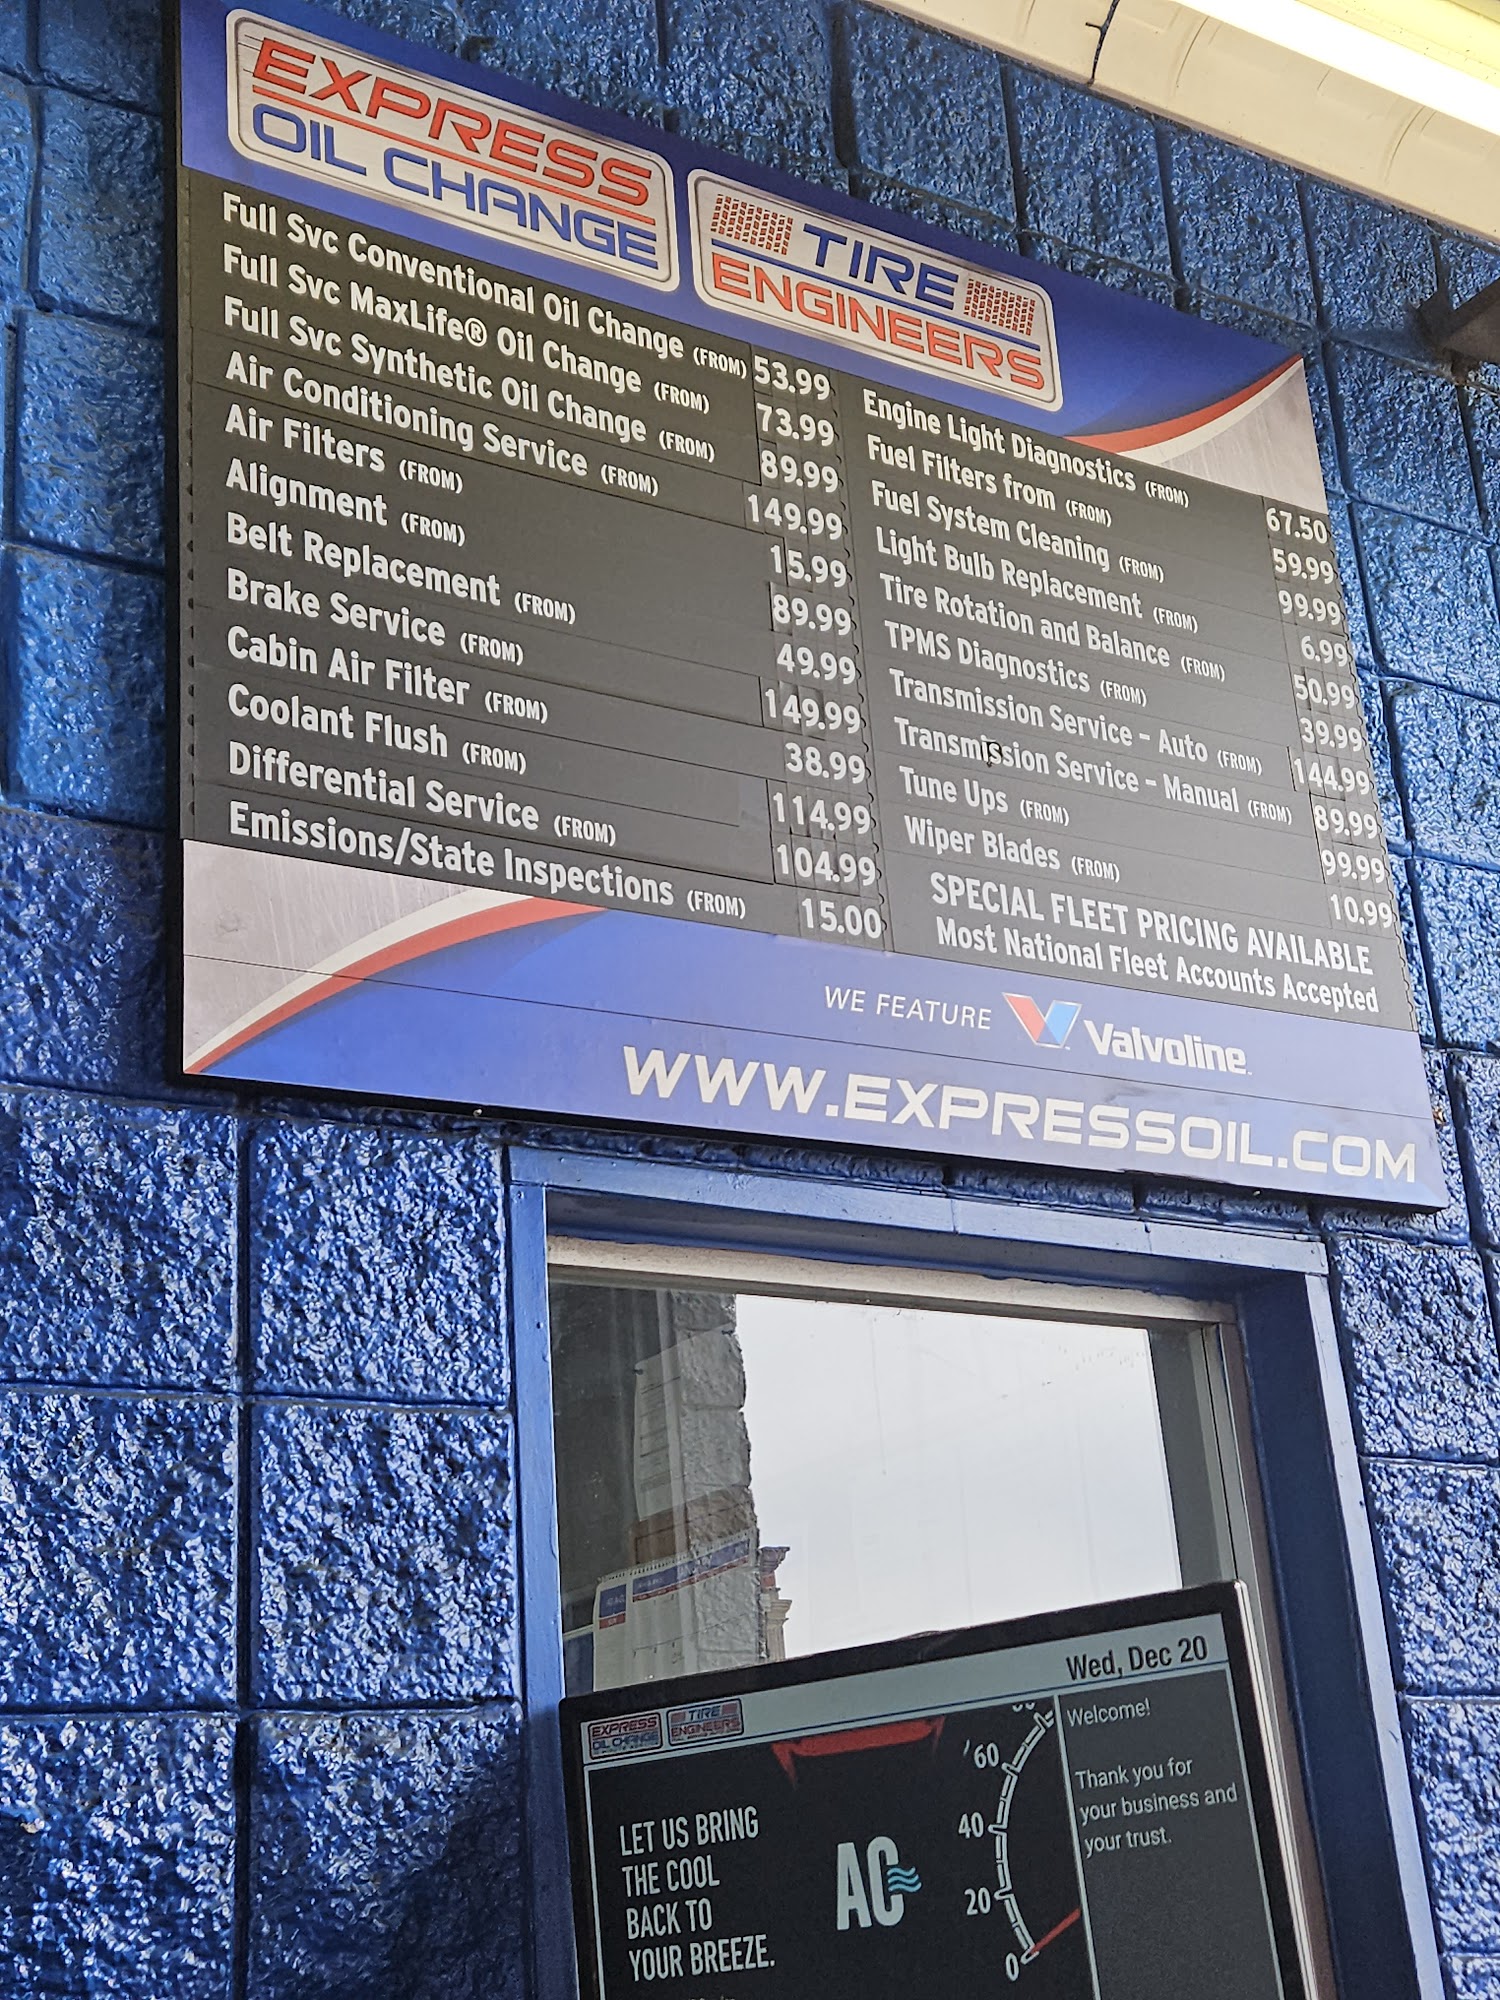 EXPRESS
OIL CHANGE
TIRE
ENGINEERS
Full Svc Conventional Oil Change (FROM) 53.99
Full Svc MaxLife® Oil Change (FROM) 73.99
Full Svc Synthetic Oil Change (FROM) 89.99
Air Conditioning Service (FROM) 149.99
Air Filters (FROM) 15.99
Alignment (FROM) 89.99
Belt Replacement (FROM) 49.99
Brake Service (FROM) 149.99
Cabin Air Filter (FROM) 38.99
Coolant Flush (FROM) 114.99
Differential Service (FROM) 104.99
Emissions/State Inspections (FROM) 15.00
Engine Light Diagnostics (FROM) 67.50
Fuel Filters from (FROM) 59.99
Fuel System Cleaning (FROM) 99.99
Light Bulb Replacement (FROM) 6.99
Tire Rotation and Balance (FROM) 50.99
TPMS Diagnostics (FROM) 39.99
Transmission Service - Auto (FROM) 144.99
Transmission Service - Manual (FROM) 89.99
Tune Ups (FROM) 99.99
Wiper Blades (FROM) 10.99
SPECIAL FLEET PRICING AVAILABLE
Most National Fleet Accounts Accepted
WE FEATURE Valvoline
WWW.EXPRESSOIL.COM
Wed, Dec 20
EXPRESS
OIL CHANGE
TIRE
ENGINEERS
LET US BRING
THE COOL
BACK TO
YOUR BREEZE.
AC
60
40
20
0
Welcome!
Thank you for
your business and
your trust.